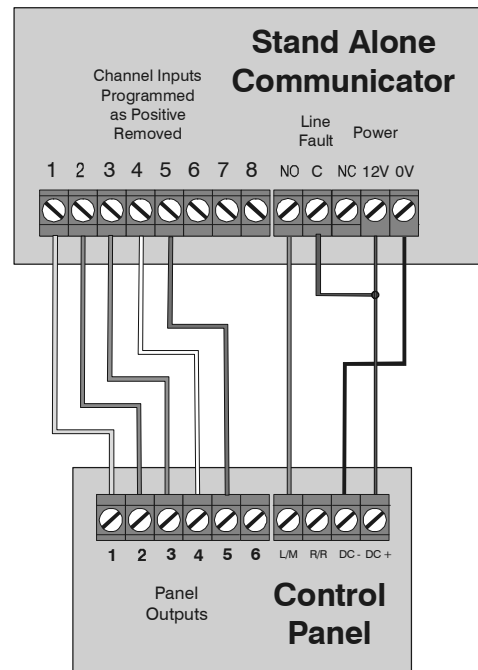 Stand Alone
Communicator
Channel Inputs
Programmed
as Positive
Removed
Line
Fault
Power
1 2 3 4 5 6 7 8 NO C NC 12V 0V
1 2 3 4 5 6 L/M R/R DC - DC +
Panel
Outputs
Control
Panel